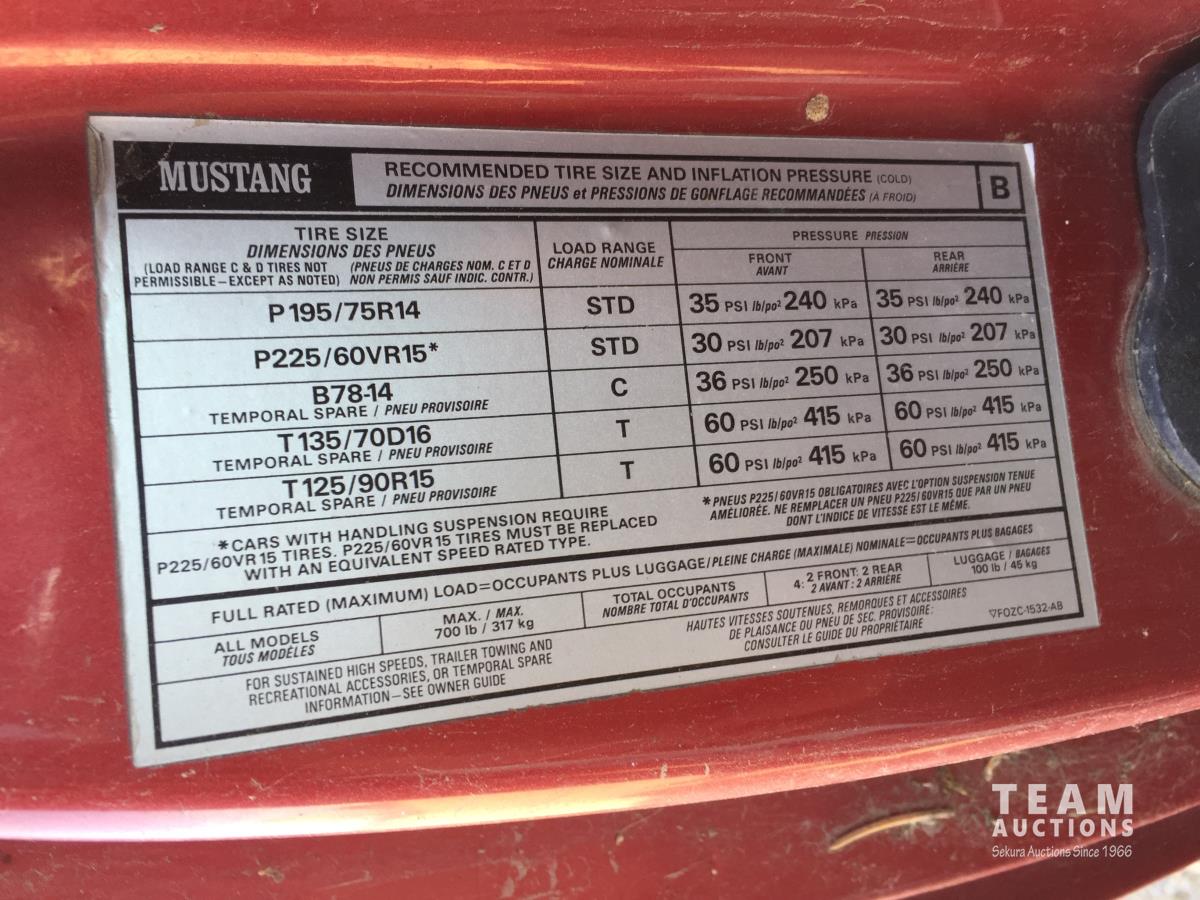 MUSTANG
RECOMMENDED TIRE SIZE AND INFLATION PRESSURE (COLD)
DIMENSIONS DES PNEUS et PRESSIONS DE GONFLAGE RECOMMANDÉES (À FROID)
B
TIRE SIZE
DIMENSIONS DES PNEUS
(LOAD RANGE C & D TIRES NOT
PERMISSIBLE – EXCEPT AS NOTED)
(PNEUS DE CHARGES NOM. C ET D
NON PERMIS SAUF INDIC. CONTR.)
LOAD RANGE
CHARGE NOMINALE
PRESSURE PRESSION
FRONT
AVANT
REAR
ARRIÈRE
P195/75R14 STD 35 PSI lb/po² 240 kPa 35 PSI lb/po² 240 kPa
P225/60VR15* STD 30 PSI lb/po² 207 kPa 30 PSI lb/po² 207 kPa
B78-14 C 36 PSI lb/po² 250 kPa 36 PSI lb/po² 250 kPa
TEMPORAL SPARE / PNEU PROVISOIRE
T135/70D16 T 60 PSI lb/po² 415 kPa 60 PSI lb/po² 415 kPa
TEMPORAL SPARE / PNEU PROVISOIRE
T125/90R15 T 60 PSI lb/po² 415 kPa 60 PSI lb/po² 415 kPa
TEMPORAL SPARE / PNEU PROVISOIRE
*CARS WITH HANDLING SUSPENSION REQUIRE
P225/60VR15 TIRES. P225/60VR15 TIRES MUST BE REPLACED
WITH AN EQUIVALENT SPEED RATED TYPE.
*PNEUS P225/60VR15 OBLIGATOIRES AVEC L'OPTION SUSPENSION TENUE
AMÉLIORÉE. NE REMPLACER UN PNEU P225/60VR15 QUE PAR UN PNEU
DONT L'INDICE DE VITESSE EST LE MÊME.
FULL RATED (MAXIMUM) LOAD=OCCUPANTS PLUS LUGGAGE/PLEINE CHARGE (MAXIMALE) NOMINALE=OCCUPANTS PLUS BAGAGES
ALL MODELS
TOUS MODÈLES
MAX. / MAX.
700 lb / 317 kg
TOTAL OCCUPANTS
NOMBRE TOTAL D'OCCUPANTS
4: 2 FRONT: 2 REAR
2 AVANT: 2 ARRIÈRE
LUGGAGE / BAGAGES
100 lb / 45 kg
FOR SUSTAINED HIGH SPEEDS, TRAILER TOWING AND
RECREATIONAL ACCESSORIES, OR TEMPORAL SPARE
INFORMATION – SEE OWNER GUIDE
HAUTES VITESSES SOUTENUES, REMORQUES ET ACCESSOIRES
DE PLAISANCE OU PNEU DE SEC. PROVISOIRE:
CONSULTER LE GUIDE DU PROPRIÉTAIRE
▽FOZC-1532-AB
TEAM
AUCTIONS
Sekura Auctions Since 1966